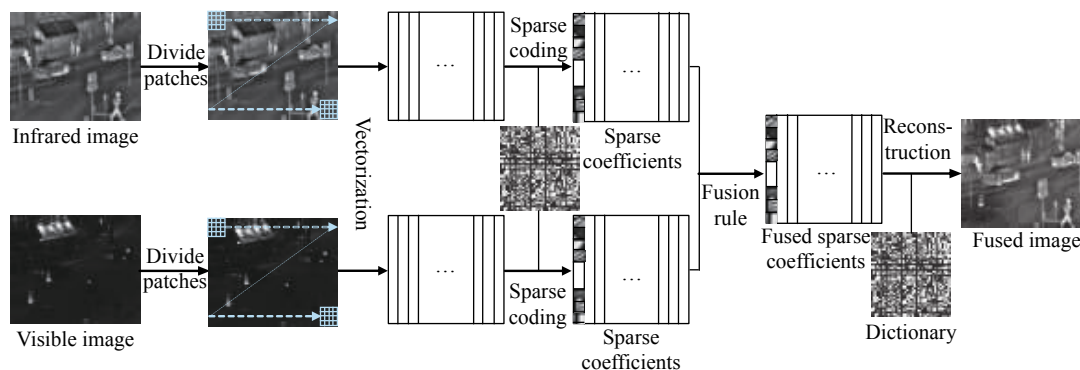 Infrared image
Divide
patches
Vectorization
...
Sparse
coding
...
Sparse
coefficients
Visible image
Divide
patches
...
Sparse
coding
...
Sparse
coefficients
Fusion
rule
...
Fused sparse
coefficients
Recons-
truction
Dictionary
Fused image